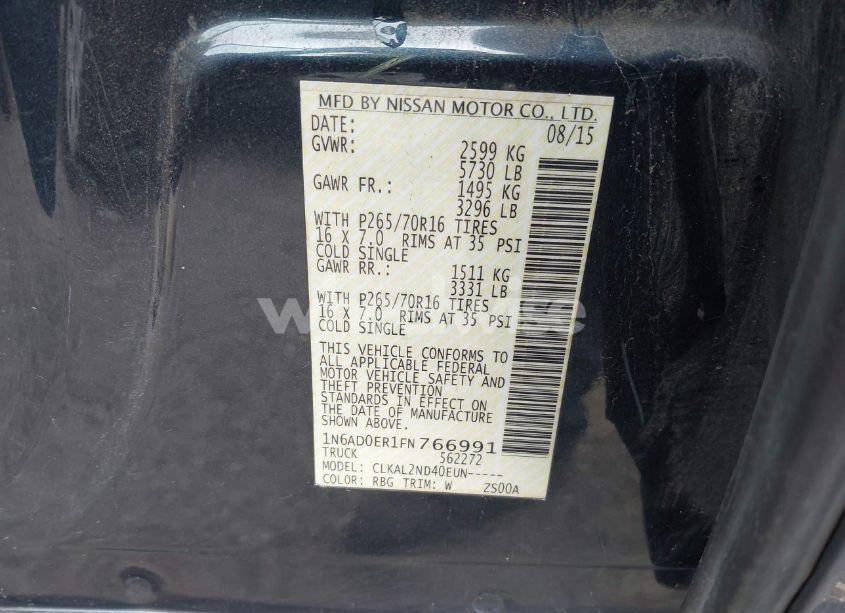 MFD BY NISSAN MOTOR CO., LTD.
DATE: 08/15
GVWR: 2599 KG
5730 LB
GAWR FR.: 1495 KG
3296 LB
WITH P265/70R16 TIRES
16 X 7.0 RIMS AT 35 PSI
COLD SINGLE
GAWR RR.: 1511 KG
3331 LB
WITH P265/70R16 TIRES
16 X 7.0 RIMS AT 35 PSI
COLD SINGLE
THIS VEHICLE CONFORMS TO
ALL APPLICABLE FEDERAL
MOTOR VEHICLE SAFETY AND
THEFT PREVENTION
STANDARDS IN EFFECT ON
THE DATE OF MANUFACTURE
SHOWN ABOVE.
1N6AD0ER1FN766991
TRUCK 562272
MODEL: CLKAL2ND40EUN-----
COLOR: RBG TRIM: W ZS00A